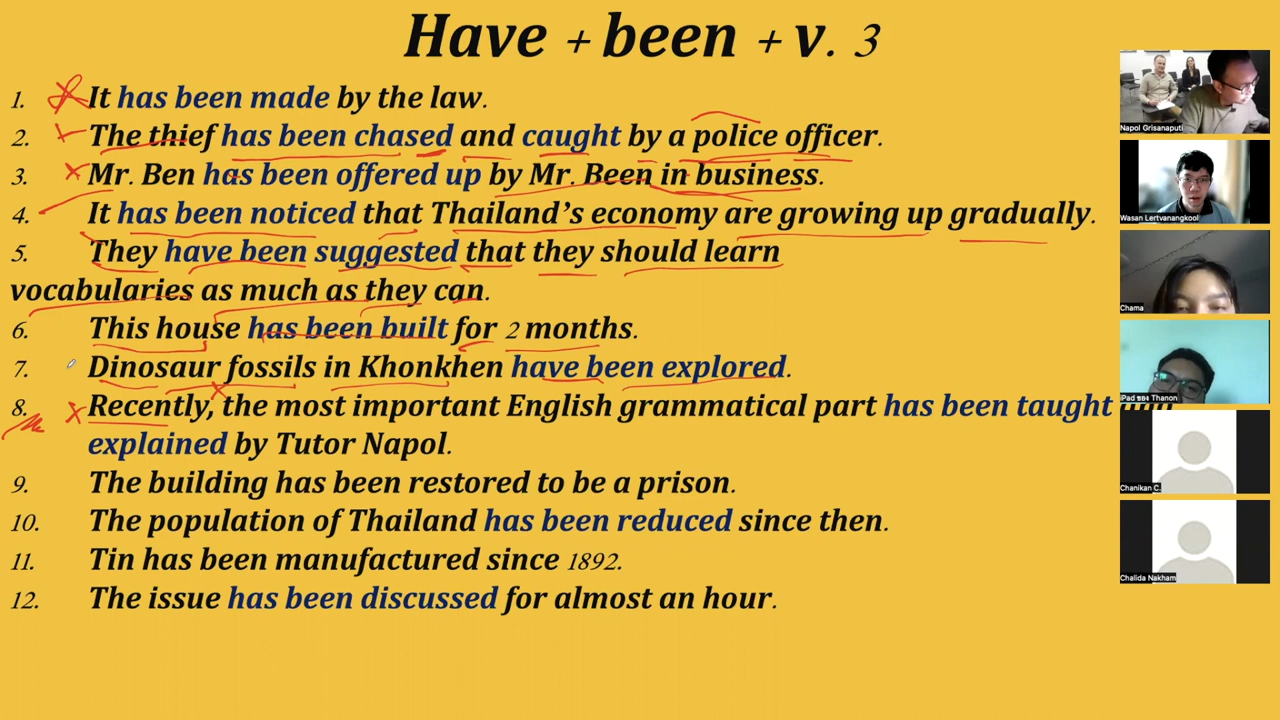 Have + been + v. 3
1. It has been made by the law.
2. The thief has been chased and caught by a police officer.
3. Mr. Ben has been offered up by Mr. Been in business.
4. It has been noticed that Thailand's economy are growing up gradually.
5. They have been suggested that they should learn
vocabularies as much as they can.
6. This house has been built for 2 months.
7. Dinosaur fossils in Khonkhen have been explored.
8. Recently, the most important English grammatical part has been taught
explained by Tutor Napol.
9. The building has been restored to be a prison.
10. The population of Thailand has been reduced since then.
11. Tin has been manufactured since 1892.
12. The issue has been discussed for almost an hour.
Napol Grisanaputi
Wasan Lertvanangkool
Chama
iPad ของ Thanon
Chanikan C.
Chalida Nakham